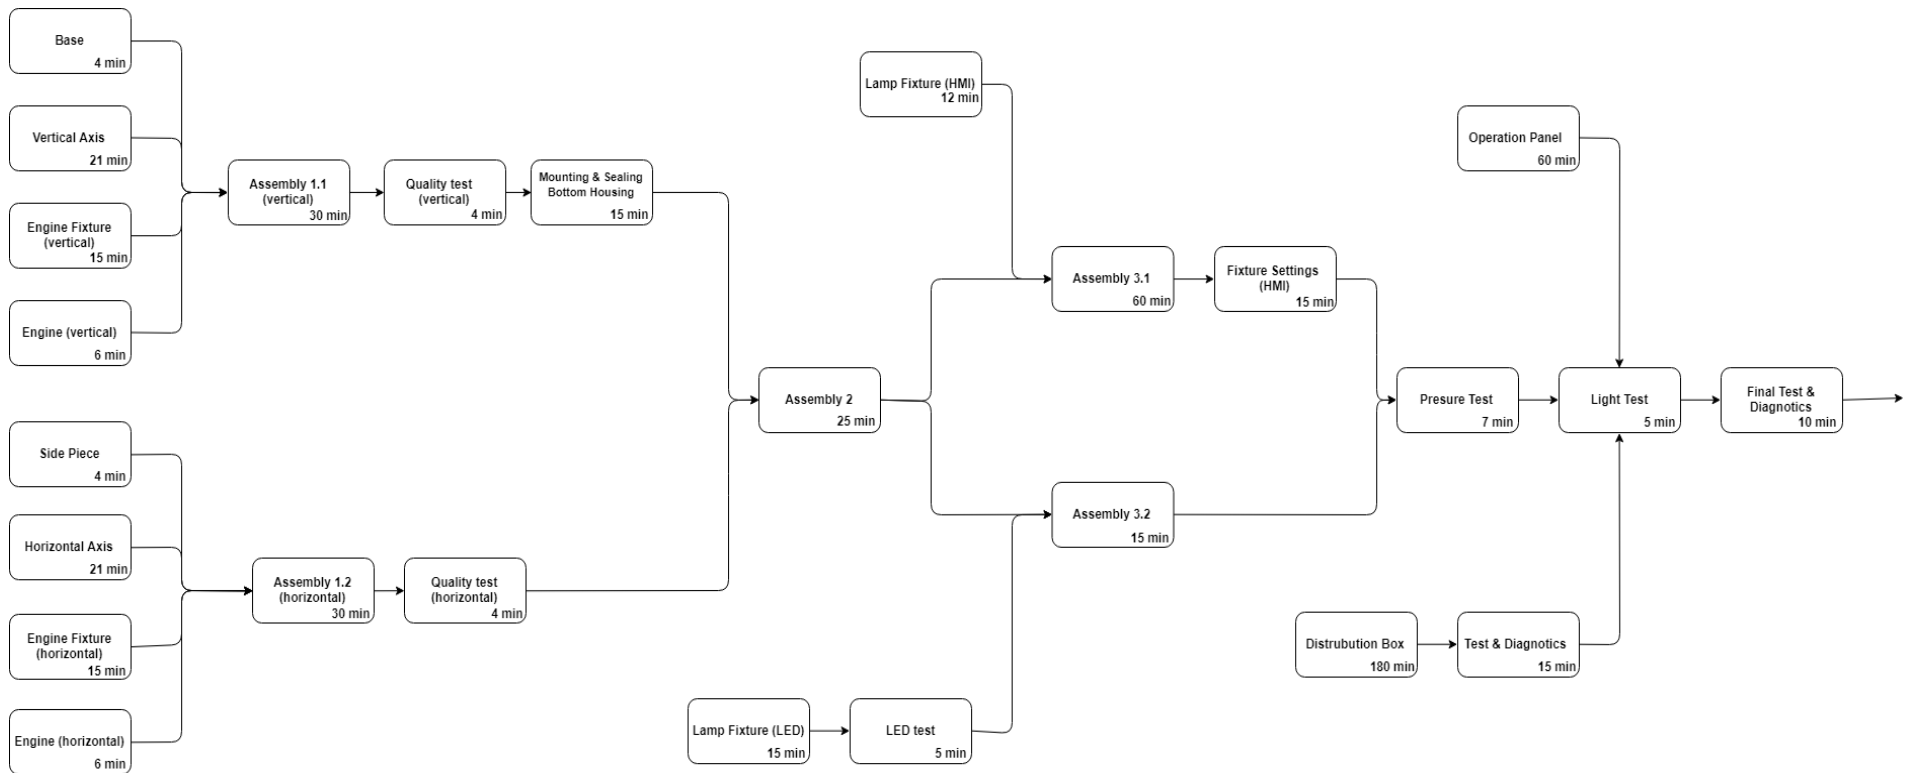 Base
4 min
Vertical Axis
21 min
Engine Fixture
(vertical)
15 min
Engine (vertical)
6 min
Assembly 1.1
(vertical)
30 min
Quality test
(vertical)
4 min
Mounting & Sealing
Bottom Housing
15 min
Side Piece
4 min
Horizontal Axis
21 min
Engine Fixture
(horizontal)
15 min
Engine (horizontal)
6 min
Assembly 1.2
(horizontal)
30 min
Quality test
(horizontal)
4 min
Assembly 2
25 min
Lamp Fixture (HMI)
12 min
Assembly 3.1
60 min
Fixture Settings
(HMI)
15 min
Lamp Fixture (LED)
15 min
LED test
5 min
Assembly 3.2
15 min
Presure Test
7 min
Operation Panel
60 min
Distrubution Box
180 min
Test & Diagnotics
15 min
Light Test
5 min
Final Test &
Diagnotics
10 min